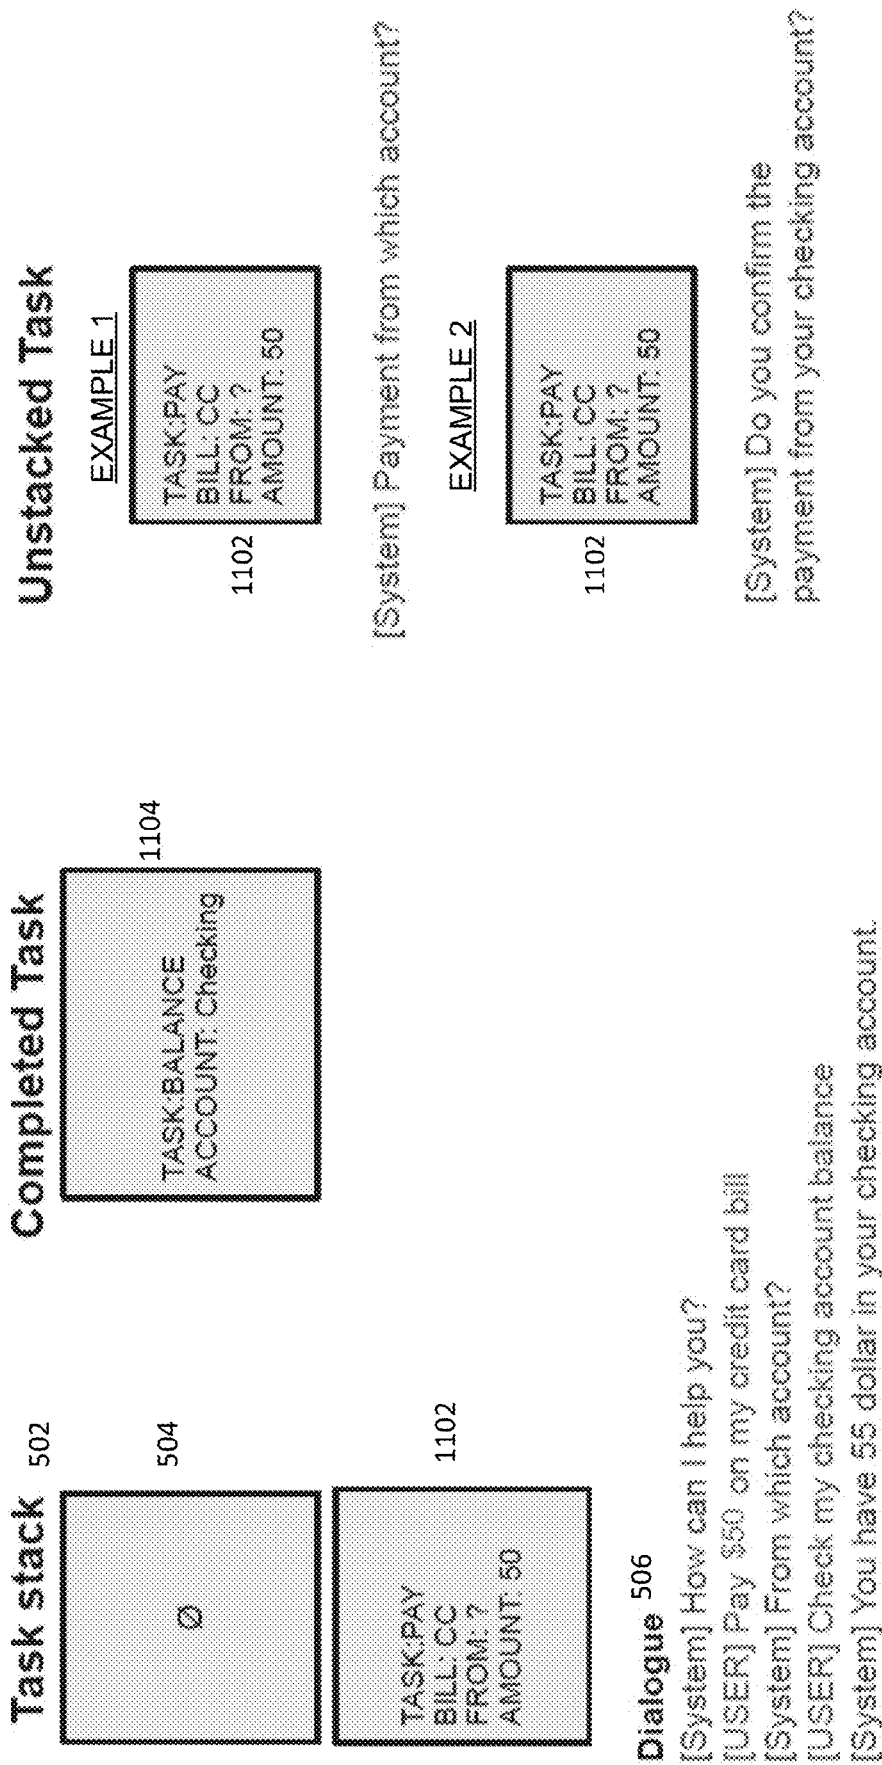 Task stack 502
504
Ø
TASK:PAY
BILL: CC
FROM: ?
AMOUNT: 50
1102
Dialogue 506
[System] How can I help you?
[USER] Pay $50 on my credit card bill
[System] From which account?
[USER] Check my checking account balance
[System] You have 55 dollar in your checking account.
Completed Task
TASK:BALANCE
ACCOUNT: Checking
1104
Unstacked Task
EXAMPLE 1
TASK:PAY
BILL: CC
FROM: ?
AMOUNT: 50
1102
[System] Payment from which account?
EXAMPLE 2
TASK:PAY
BILL: CC
FROM: ?
AMOUNT: 50
1102
[System] Do you confirm the
payment from your checking account?